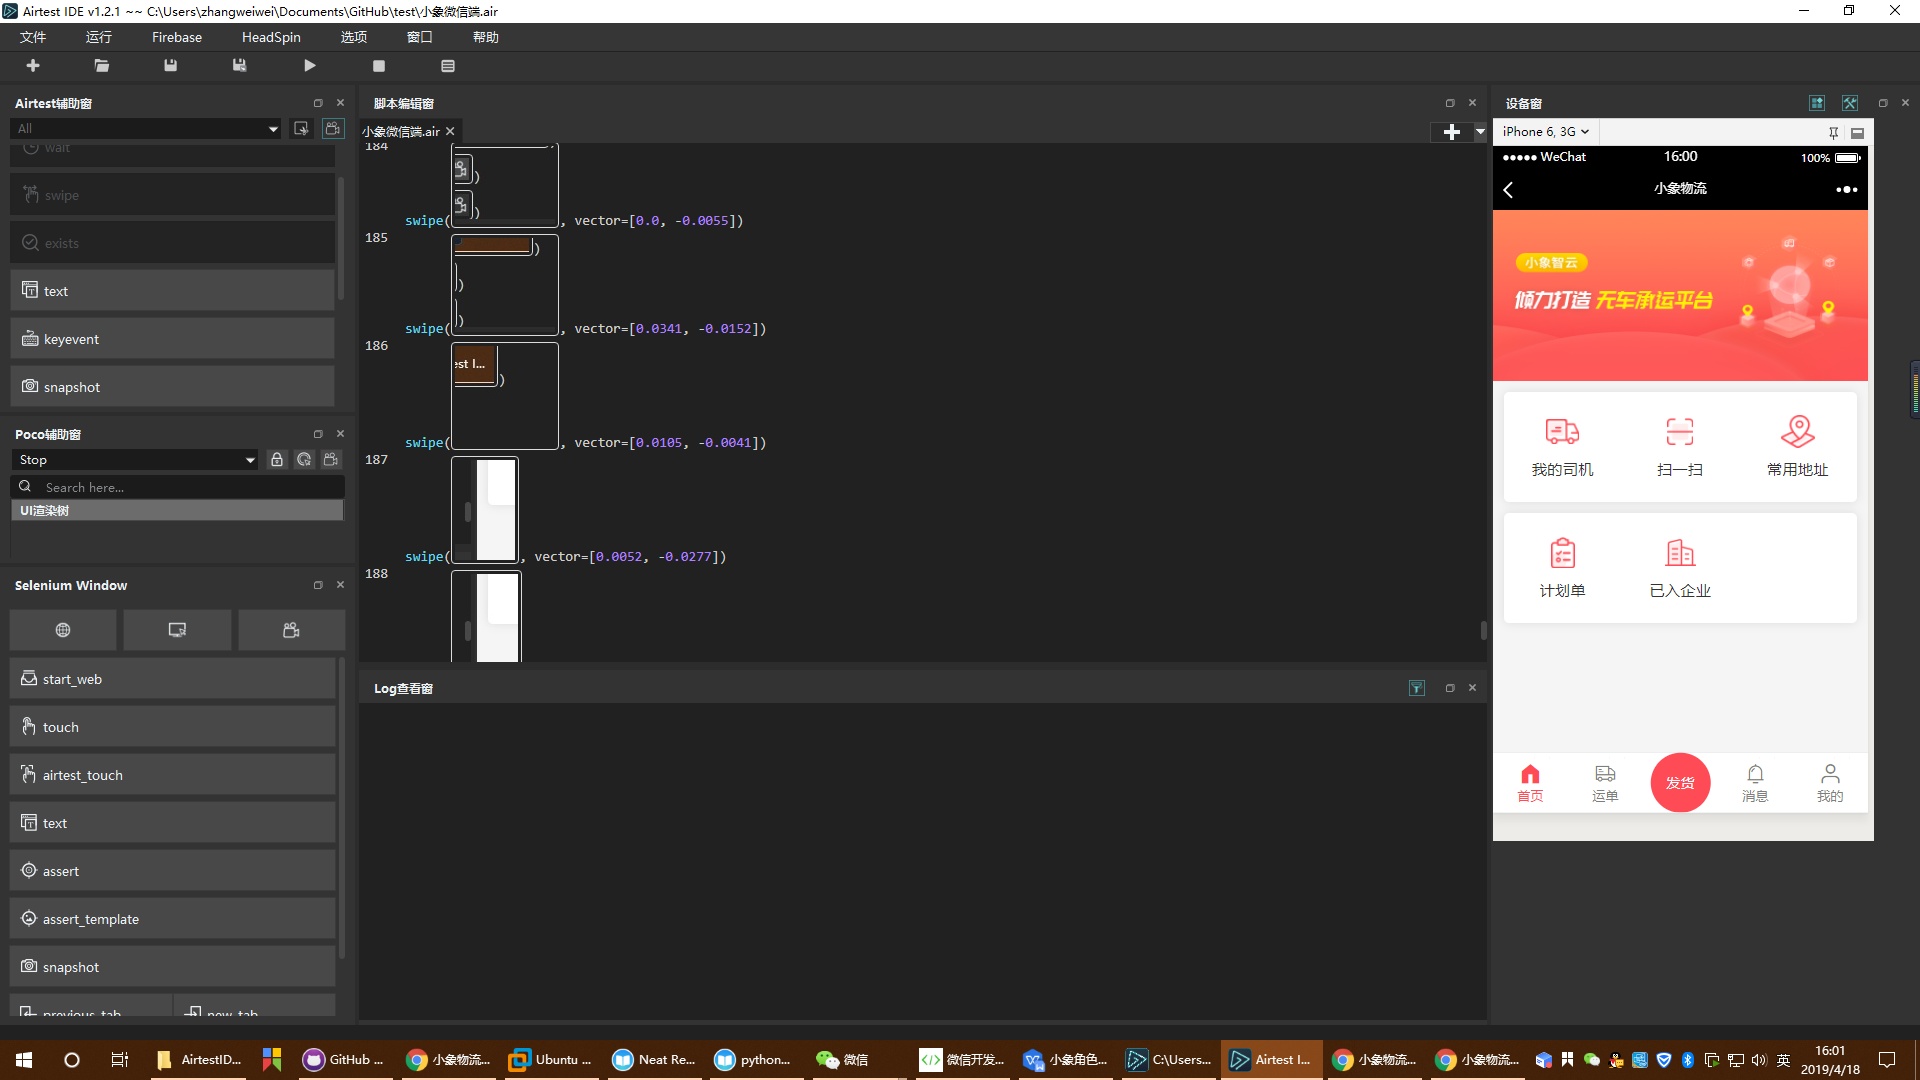 Airtest IDE v1.2.1 ~~ C:\Users\zhangweiwei\Documents\GitHub\test\小象微信端.air
文件 运行 Firebase HeadSpin 选项 窗口 帮助
Airtest辅助窗
All
wait
swipe
exists
text
keyevent
snapshot
Poco辅助窗
Stop
Search here...
UI渲染树
Selenium Window
start_web
touch
airtest_touch
text
assert
assert_template
snapshot
previous_tab new_tab
脚本编辑窗
小象微信端.air
184
)
)
swipe( , vector=[0.0, -0.0055])
185
)
)
)
swipe( , vector=[0.0341, -0.0152])
186
est I...
)
swipe( , vector=[0.0105, -0.0041])
187
swipe( , vector=[0.0052, -0.0277])
188
Log查看窗
设备窗
iPhone 6, 3G
WeChat 16:00 100%
小象物流
小象智云
倾力打造 无车承运平台
我的司机 扫一扫 常用地址
计划单 已入企业
首页 运单 发货 消息 我的
AirtestID... GitHub ... 小象物流... Ubuntu ... Neat Re... python... 微信 微信开发... 小象角色... C:\Users... Airtest I... 小象物流... 小象物流... 英
16:01
2019/4/18